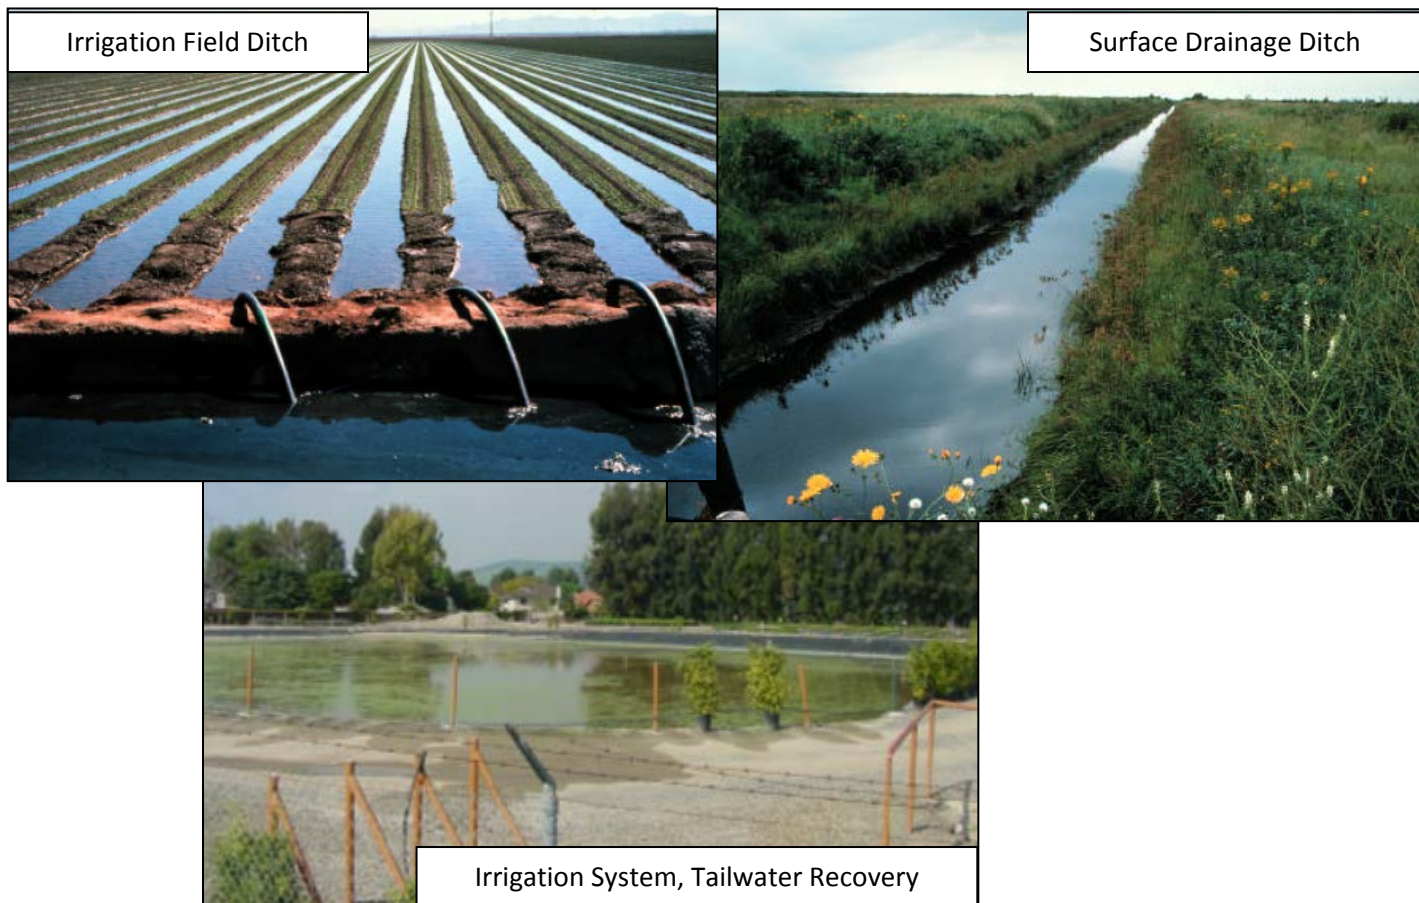 Irrigation Field Ditch
Surface Drainage Ditch
Irrigation System, Tailwater Recovery